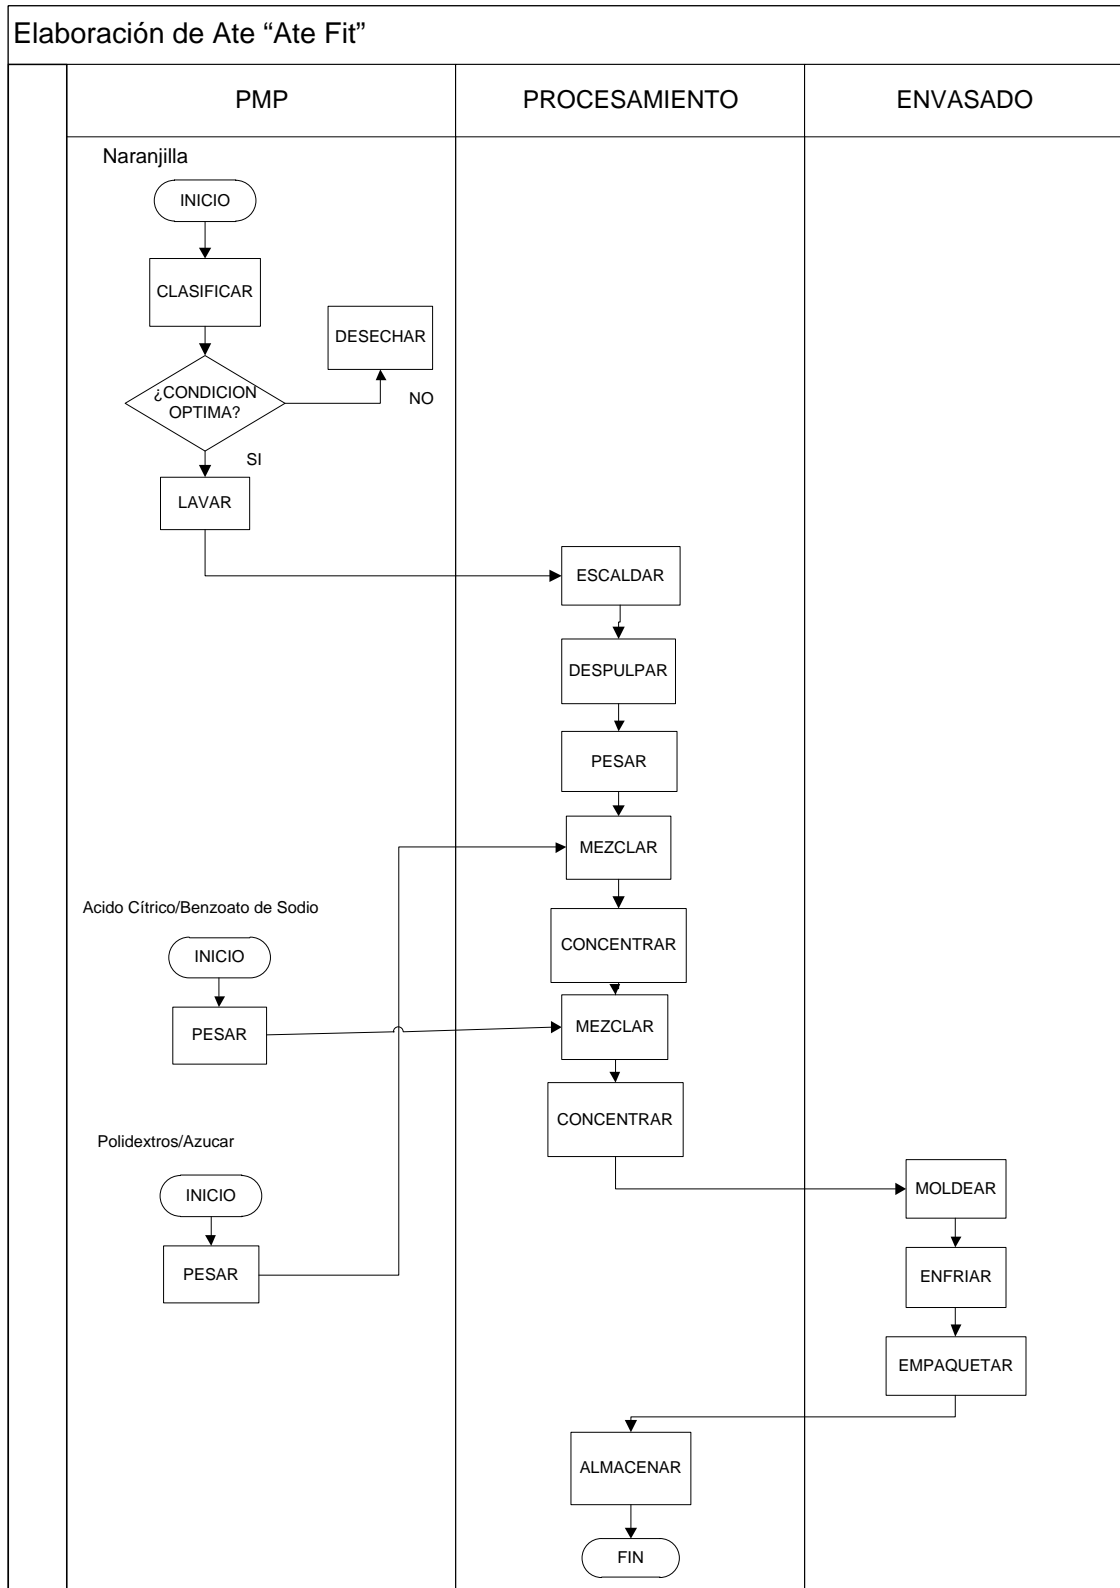 Elaboración de Ate “Ate Fit”
PMP
PROCESAMIENTO
ENVASADO
Naranjilla
INICIO
CLASIFICAR
DESECHAR
¿CONDICION
OPTIMA?
NO
SI
LAVAR
ESCALDAR
DESPULPAR
PESAR
MEZCLAR
Acido Cítrico/Benzoato de Sodio
INICIO
CONCENTRAR
PESAR
MEZCLAR
CONCENTRAR
Polidextros/Azucar
INICIO
MOLDEAR
PESAR
ENFRIAR
EMPAQUETAR
ALMACENAR
FIN